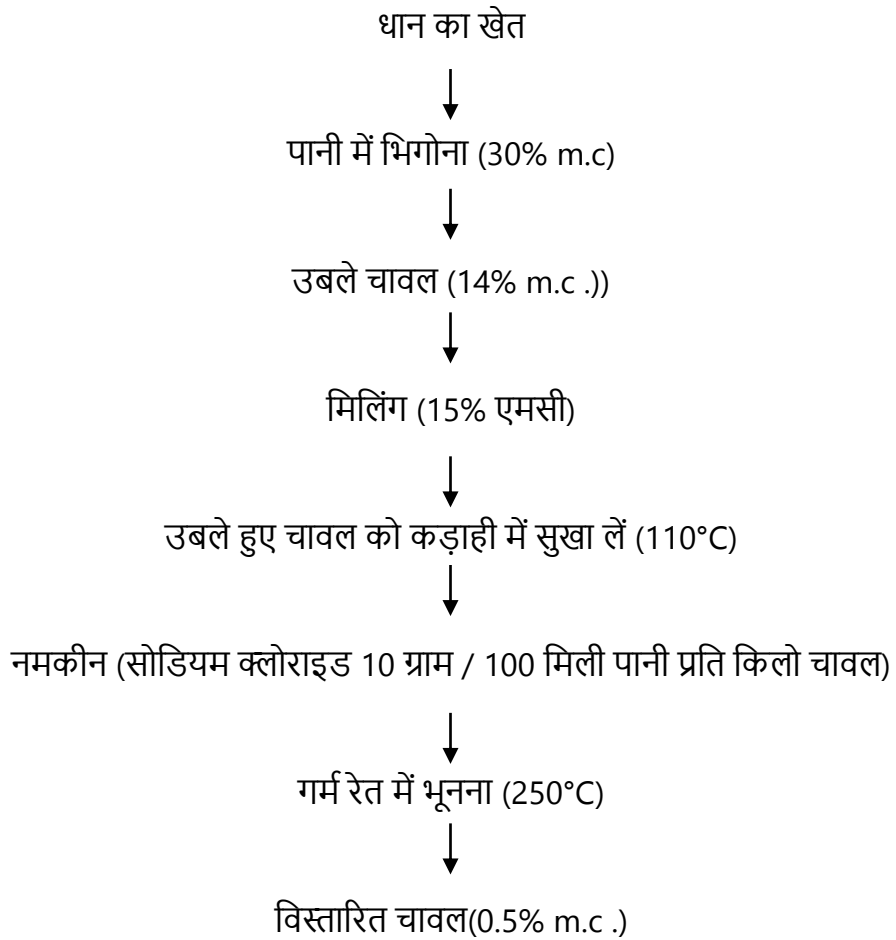 धान का खेत
पानी में भिगोना (30% m.c)
उबले चावल (14% m.c .))
मिलिंग (15% एमसी)
उबले हुए चावल को कड़ाही में सुखा लें (110°C)
नमकीन (सोडियम क्लोराइड 10 ग्राम / 100 मिली पानी प्रति किलो चावल)
गर्म रेत में भूनना (250°C)
विस्तारित चावल(0.5% m.c .)